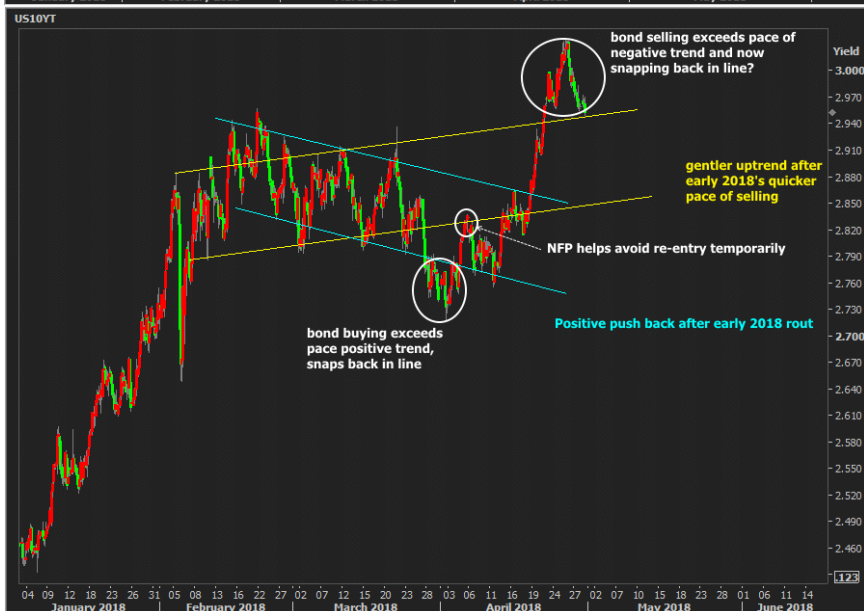 US10YT
bond selling exceeds pace of
negative trend and now
snapping back in line?
Yield
3.000
2.970
2.940
2.910
gentler uptrend after
early 2018's quicker
pace of selling
2.880
2.850
2.820
NFP helps avoid re-entry temporarily
2.790
2.760
2.730
Positive push back after early 2018 rout
2.700
bond buying exceeds
pace positive trend,
snaps back in line
2.670
2.640
2.610
2.580
2.550
2.520
2.490
2.460
.123
04 09 12 18 23 26 31 05 08 13 16 22 27 02 07 12 15 20 23 28 03 06 11 16 19 24 27 02 07 10 15 18 23 29 01 06 11 14
January 2018 February 2018 March 2018 April 2018 May 2018 June 2018